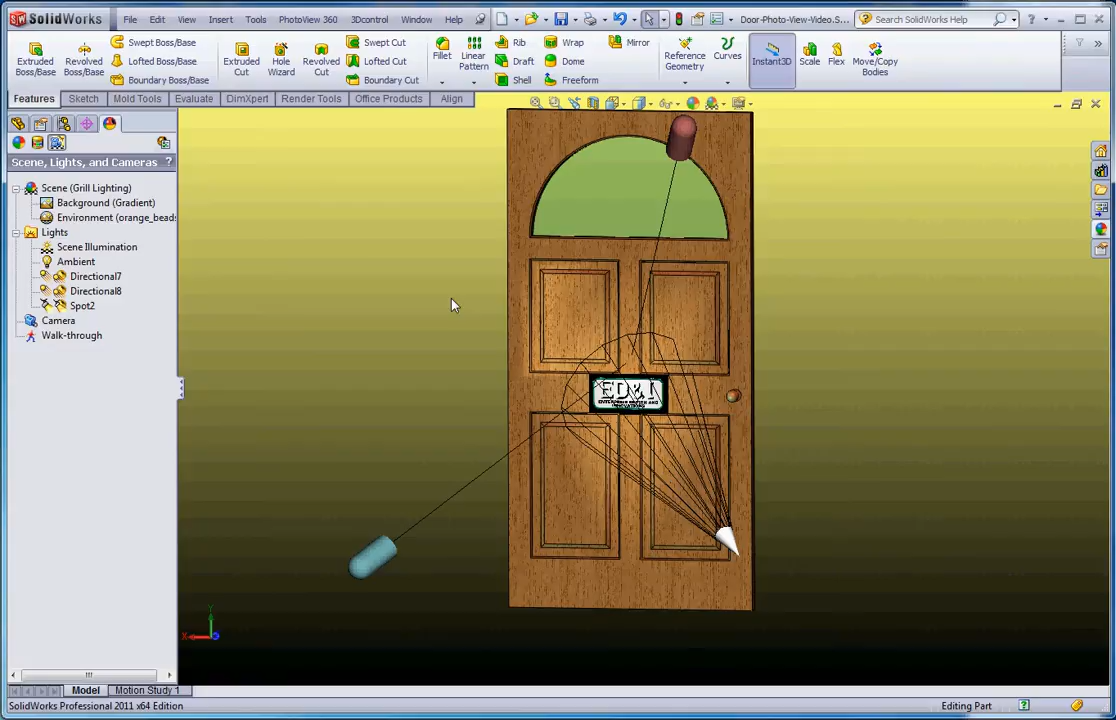 SolidWorks File Edit View Insert Tools PhotoView 360 3Dcontrol Window Help Door-Photo-View-Video.S... Search SolidWorks Help
Extruded Boss/Base Revolved Boss/Base Swept Boss/Base Lofted Boss/Base Boundary Boss/Base Extruded Cut Hole Wizard Revolved Cut Swept Cut Lofted Cut Boundary Cut Fillet Linear Pattern Rib Draft Shell Wrap Dome Freeform Mirror Reference Geometry Curves Instant3D Scale Flex Move/Copy Bodies
Features Sketch Mold Tools Evaluate DimXpert Render Tools Office Products Align
Scene, Lights, and Cameras ?
Scene (Grill Lighting)
Background (Gradient)
Environment (orange_beads
Lights
Scene Illumination
Ambient
Directional7
Directional8
Spot2
Camera
Walk-through
ED&I
Y
X
Model Motion Study 1
SolidWorks Professional 2011 x64 Edition Editing Part